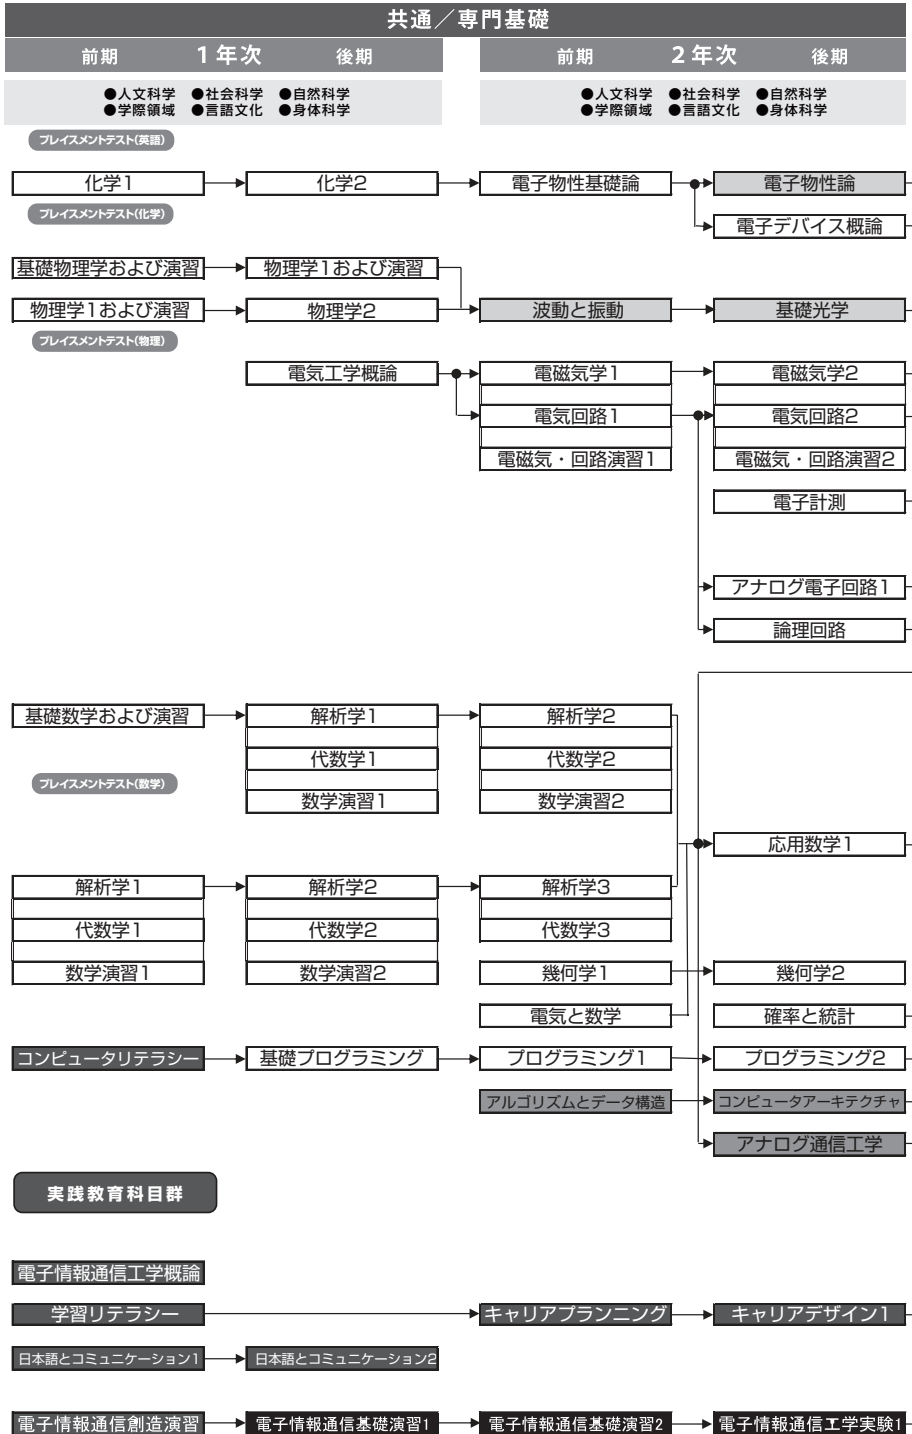 共通／専門基礎
前期 1年次 後期 前期 2年次 後期
●人文科学 ●社会科学 ●自然科学 ●人文科学 ●社会科学 ●自然科学
●学際領域 ●言語文化 ●身体科学 ●学際領域 ●言語文化 ●身体科学
プレイスメントテスト(英語)
化学1 化学2 電子物性基礎論 電子物性論
プレイスメントテスト(化学)
電子デバイス概論
基礎物理学および演習 物理学1および演習
物理学1および演習 物理学2 波動と振動 基礎光学
プレイスメントテスト(物理)
電気工学概論 電磁気学1 電磁気学2
電気回路1 電気回路2
電磁気・回路演習1 電磁気・回路演習2
電子計測
アナログ電子回路1
論理回路
基礎数学および演習 解析学1 解析学2
代数学1 代数学2
プレイスメントテスト(数学)
数学演習1 数学演習2
応用数学1
解析学1 解析学2 解析学3
代数学1 代数学2 代数学3
数学演習1 数学演習2 幾何学1 幾何学2
電気と数学 確率と統計
コンピュータリテラシー 基礎プログラミング プログラミング1 プログラミング2
アルゴリズムとデータ構造 コンピュータアーキテクチャ
アナログ通信工学
実践教育科目群
電子情報通信工学概論
学習リテラシー キャリアプランニング キャリアデザイン1
日本語とコミュニケーション1 日本語とコミュニケーション2
電子情報通信創造演習 電子情報通信基礎演習1 電子情報通信基礎演習2 電子情報通信工学実験1